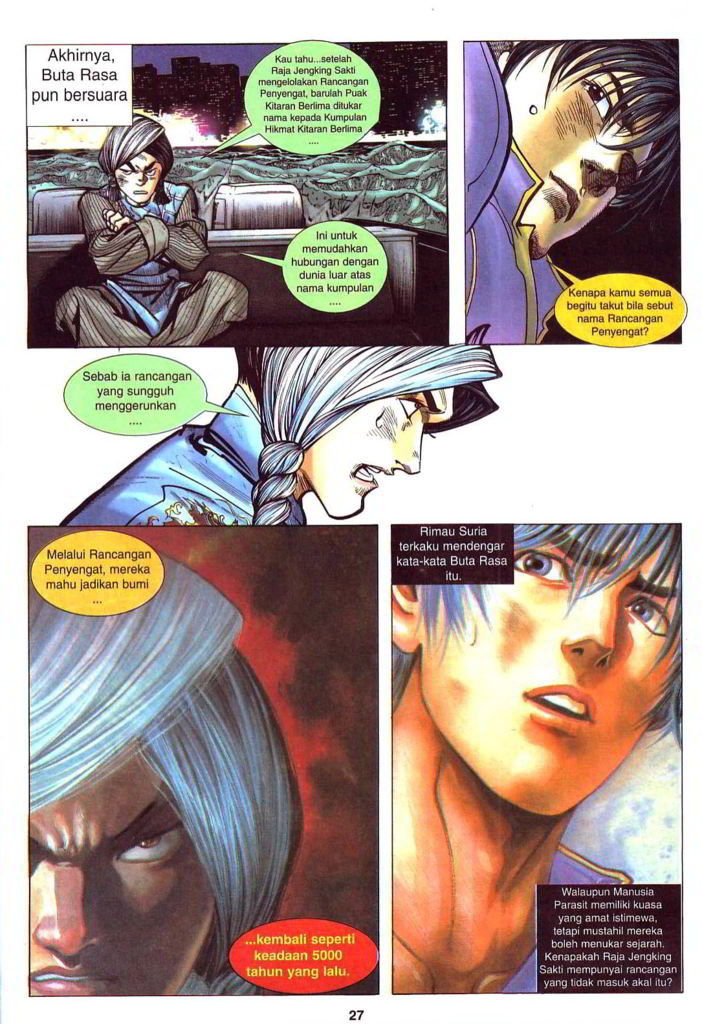 Akhirnya,
Buta Rasa
pun bersuara
....
Kau tahu...setelah
Raja Jengking Sakti
mengelolakan Rancangan
Penyengat, barulah Puak
Kitaran Berlima ditukar
nama kepada Kumpulan
Hikmat Kitaran Berlima
....
Ini untuk
memudahkan
hubungan dengan
dunia luar atas
nama kumpulan
....
Kenapa kamu semua
begitu takut bila sebut
nama Rancangan
Penyengat?
Sebab ia rancangan
yang sungguh
menggerunkan
....
Melalui Rancangan
Penyengat, mereka
mahu jadikan bumi
...
...kembali seperti
keadaan 5000
tahun yang lalu.
Rimau Suria
terkaku mendengar
kata-kata Buta Rasa
itu.
Walaupun Manusia
Parasit memiliki kuasa
yang amat istimewa,
tetapi mustahil mereka
boleh menukar sejarah.
Kenapakah Raja Jengking
Sakti mempunyai rancangan
yang tidak masuk akal itu?
27